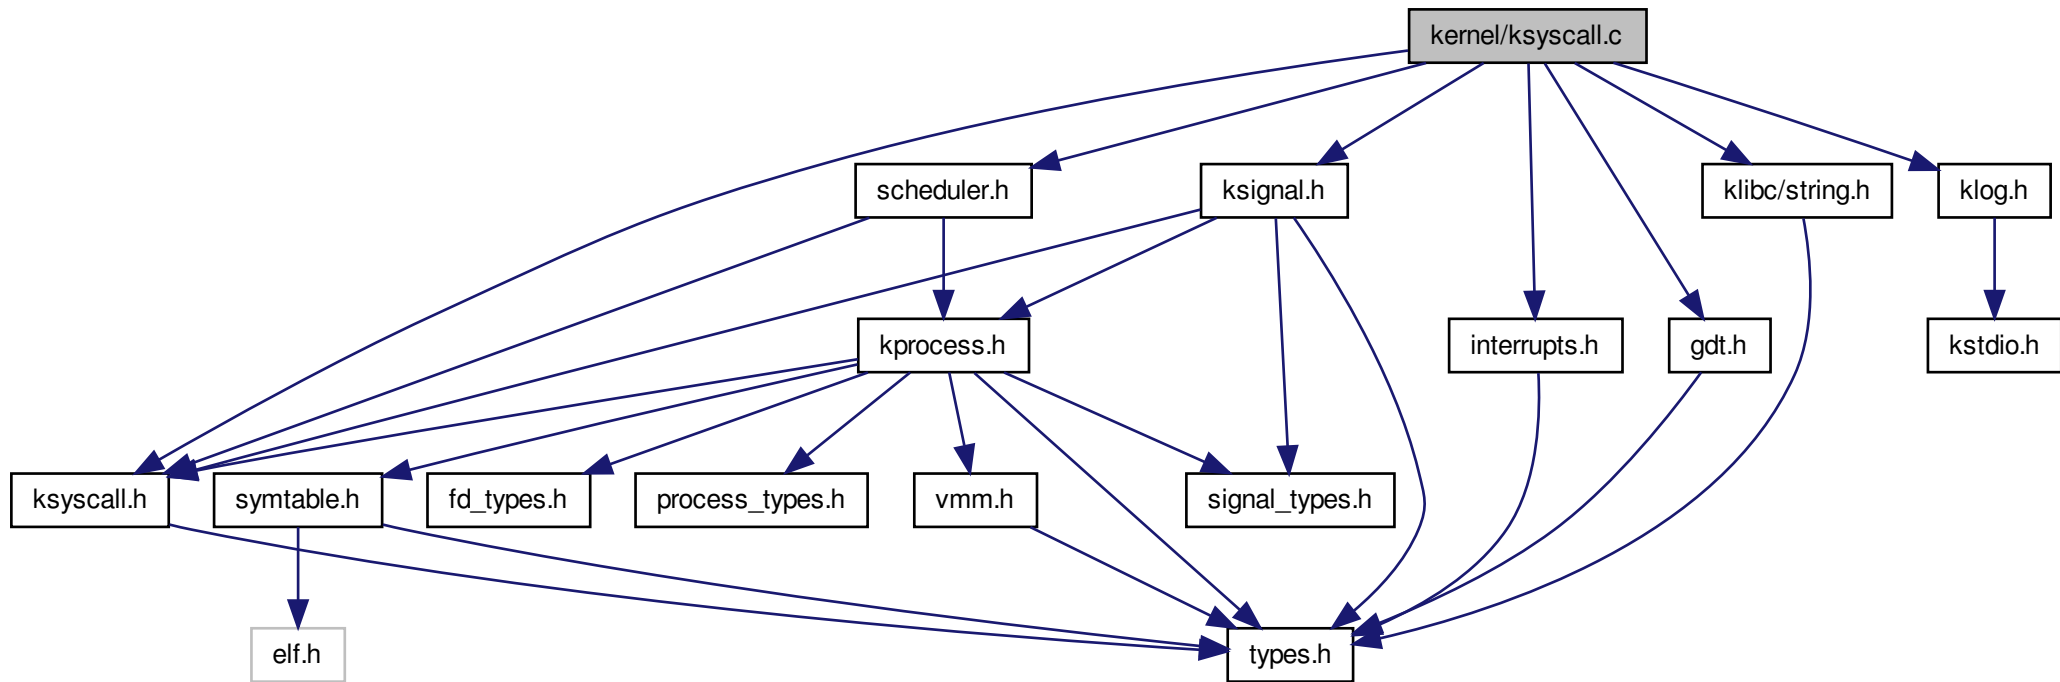 kernel/ksyscall.c
scheduler.h
ksignal.h
klibc/string.h
klog.h
kprocess.h
interrupts.h
gdt.h
kstdio.h
ksyscall.h
symtable.h
fd_types.h
process_types.h
vmm.h
signal_types.h
elf.h
types.h